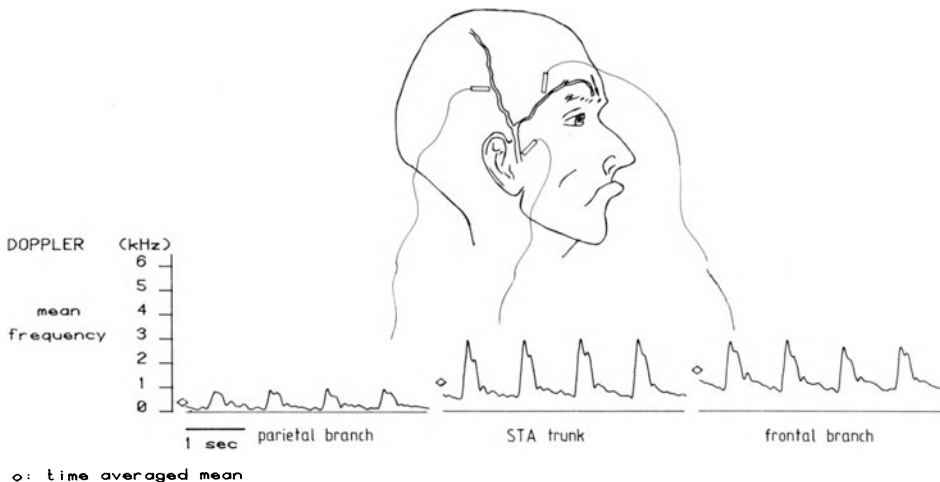 DOPPLER (kHz)
6
5
4
mean
frequency
3
2
1
0
1 sec
parietal branch
STA trunk
frontal branch
◇: time averaged mean